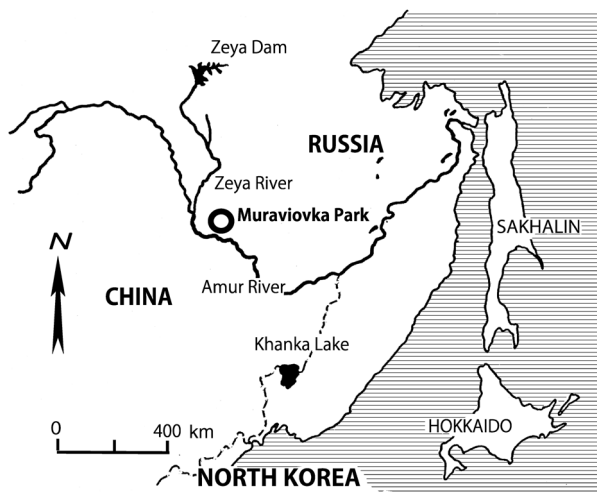 Zeya Dam
RUSSIA
Zeya River
Muraviovka Park
SAKHALIN
N
Amur River
CHINA
Khanka Lake
0 400 km
HOKKAIDO
NORTH KOREA